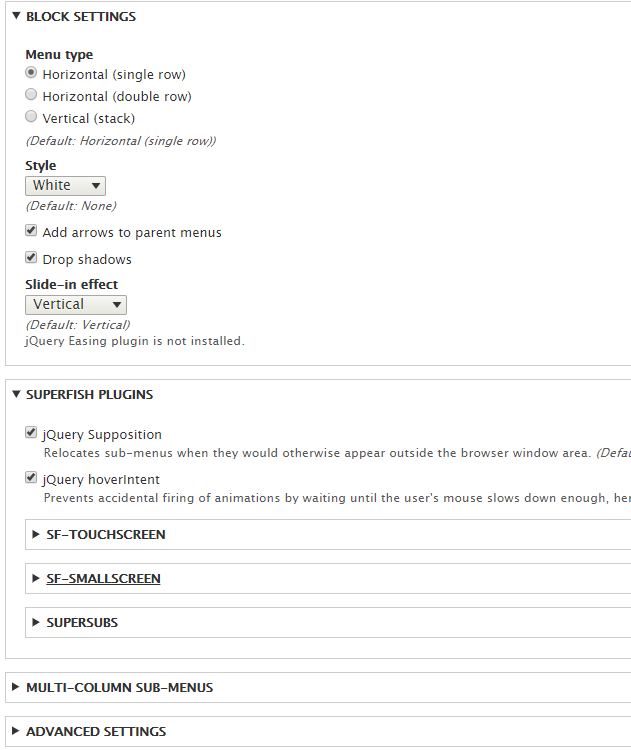 BLOCK SETTINGS
Menu type
Horizontal (single row)
Horizontal (double row)
Vertical (stack)
(Default: Horizontal (single row))
Style
White
(Default: None)
Add arrows to parent menus
Drop shadows
Slide-in effect
Vertical
(Default: Vertical)
jQuery Easing plugin is not installed.
SUPERFISH PLUGINS
jQuery Supposition
Relocates sub-menus when they would otherwise appear outside the browser window area.
jQuery hoverIntent
Prevents accidental firing of animations by waiting until the user's mouse slows down enough,
SF-TOUCHSCREEN
SF-SMALLSCREEN
SUPERSUBS
MULTI-COLUMN SUB-MENUS
ADVANCED SETTINGS